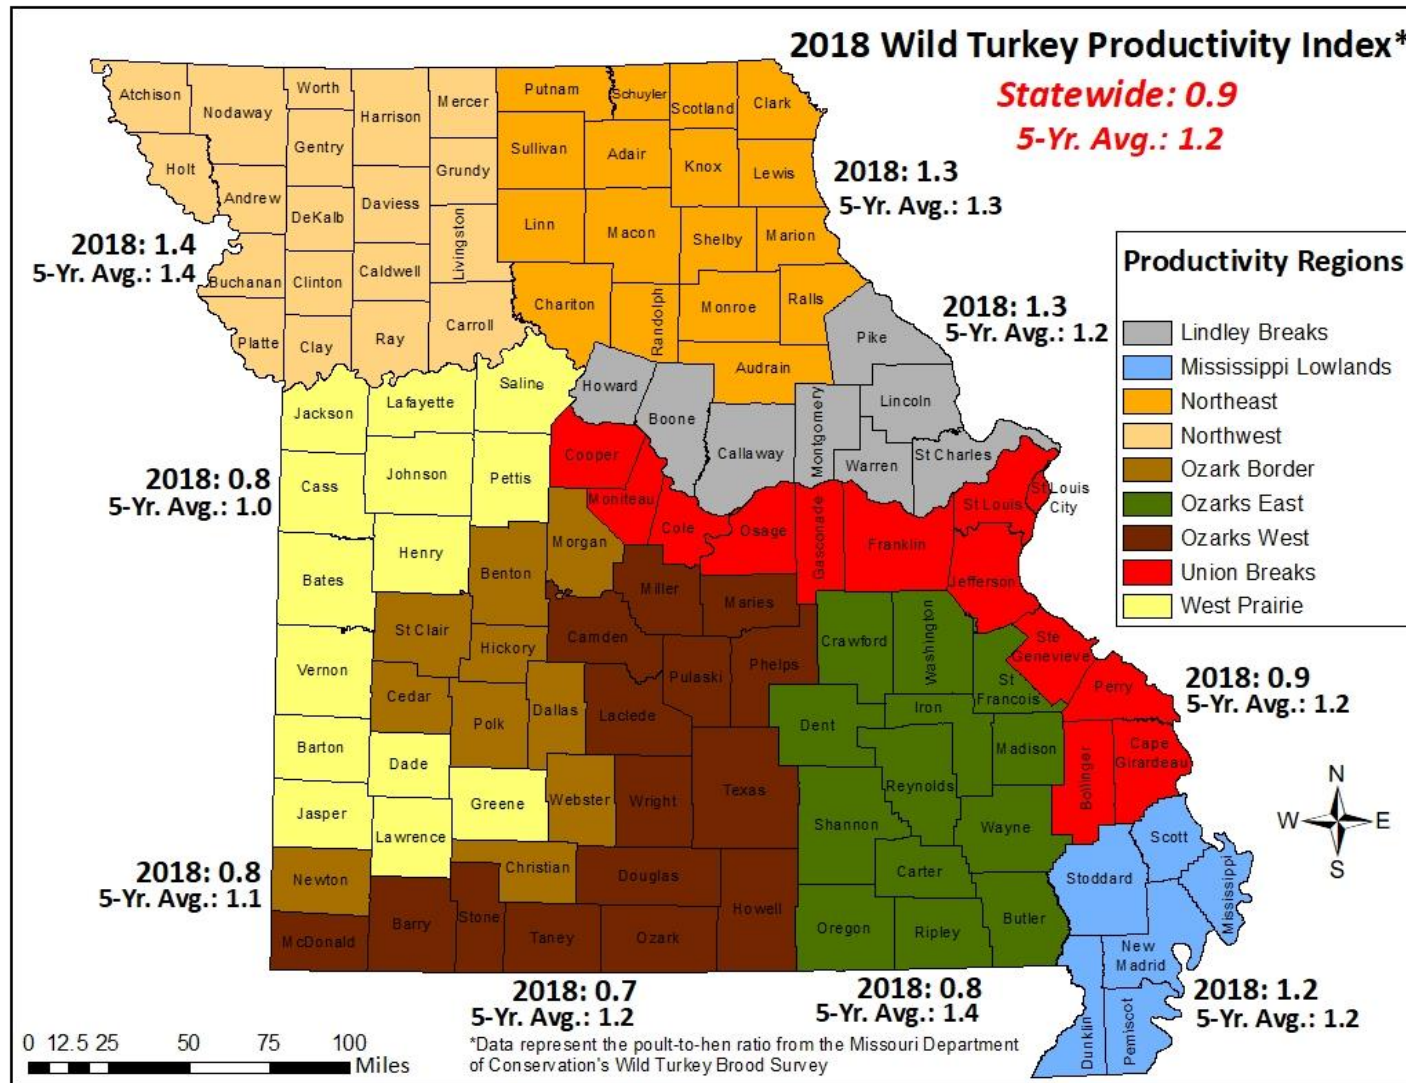 2018 Wild Turkey Productivity Index*
Statewide: 0.9
5-Yr. Avg.: 1.2
Atchison
Nodaway
Worth
Harrison
Mercer
Putnam
Schuyler
Scotland
Clark
Holt
Gentry
Grundy
Sullivan
Adair
Knox
Lewis
Andrew
DeKalb
Daviess
Livingston
Linn
Macon
Shelby
Marion
2018: 1.3
5-Yr. Avg.: 1.3
2018: 1.4
5-Yr. Avg.: 1.4
Buchanan
Clinton
Caldwell
Chariton
Randolph
Monroe
Ralls
Platte
Clay
Ray
Carroll
Audrain
Pike
2018: 1.3
5-Yr. Avg.: 1.2
Productivity Regions
Lindley Breaks
Mississippi Lowlands
Northeast
Northwest
Ozark Border
Ozarks East
Ozarks West
Union Breaks
West Prairie
Jackson
Lafayette
Saline
Howard
Boone
Callaway
Montgomery
Lincoln
Warren
St Charles
2018: 0.8
5-Yr. Avg.: 1.0
Cass
Johnson
Pettis
Cooper
Moniteau
Cole
Osage
Gasconade
Franklin
St Louis
St Louis
City
Jefferson
Bates
Henry
Benton
Morgan
Miller
Maries
Camden
St Clair
Hickory
Vernon
Cedar
Polk
Dallas
Laclede
Pulaski
Phelps
Crawford
Washington
St
Francois
Ste
Genevieve
Perry
2018: 0.9
5-Yr. Avg.: 1.2
Barton
Dade
Dent
Iron
Madison
Bollinger
Cape
Girardeau
Jasper
Lawrence
Greene
Webster
Wright
Texas
Shannon
Reynolds
Wayne
Scott
Mississippi
N
W
E
S
2018: 0.8
5-Yr. Avg.: 1.1
Newton
Christian
Douglas
Howell
Carter
Stoddard
McDonald
Barry
Stone
Taney
Ozark
Oregon
Ripley
Butler
New
Madrid
Dunklin
Pemiscot
2018: 0.7
5-Yr. Avg.: 1.2
2018: 0.8
5-Yr. Avg.: 1.4
2018: 1.2
5-Yr. Avg.: 1.2
0 12.5 25 50 75 100
Miles
*Data represent the poult-to-hen ratio from the Missouri Department
of Conservation's Wild Turkey Brood Survey